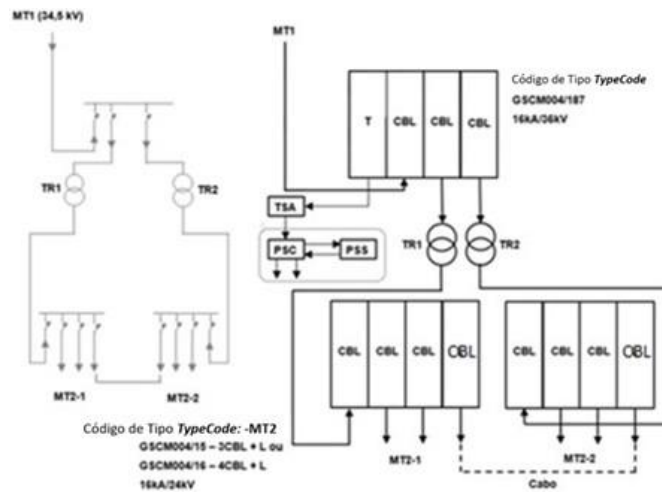 MT1 (34,5 kV)
TR1
TR2
MT2-1
MT2-2
MT1
Código de Tipo TypeCode
GSCM004/187
16kA/36kV
T
CBL
CBL
CBL
TSA
PSC
PSS
TR1
TR2
CBL
CBL
CBL
OBL
CBL
CBL
CBL
OBL
MT2-1
MT2-2
Cabo
Código de Tipo TypeCode: -MT2
GSCM004/15 – 3CBL + L ou
GSCM004/16 – 4CBL + L
16kA/24kV